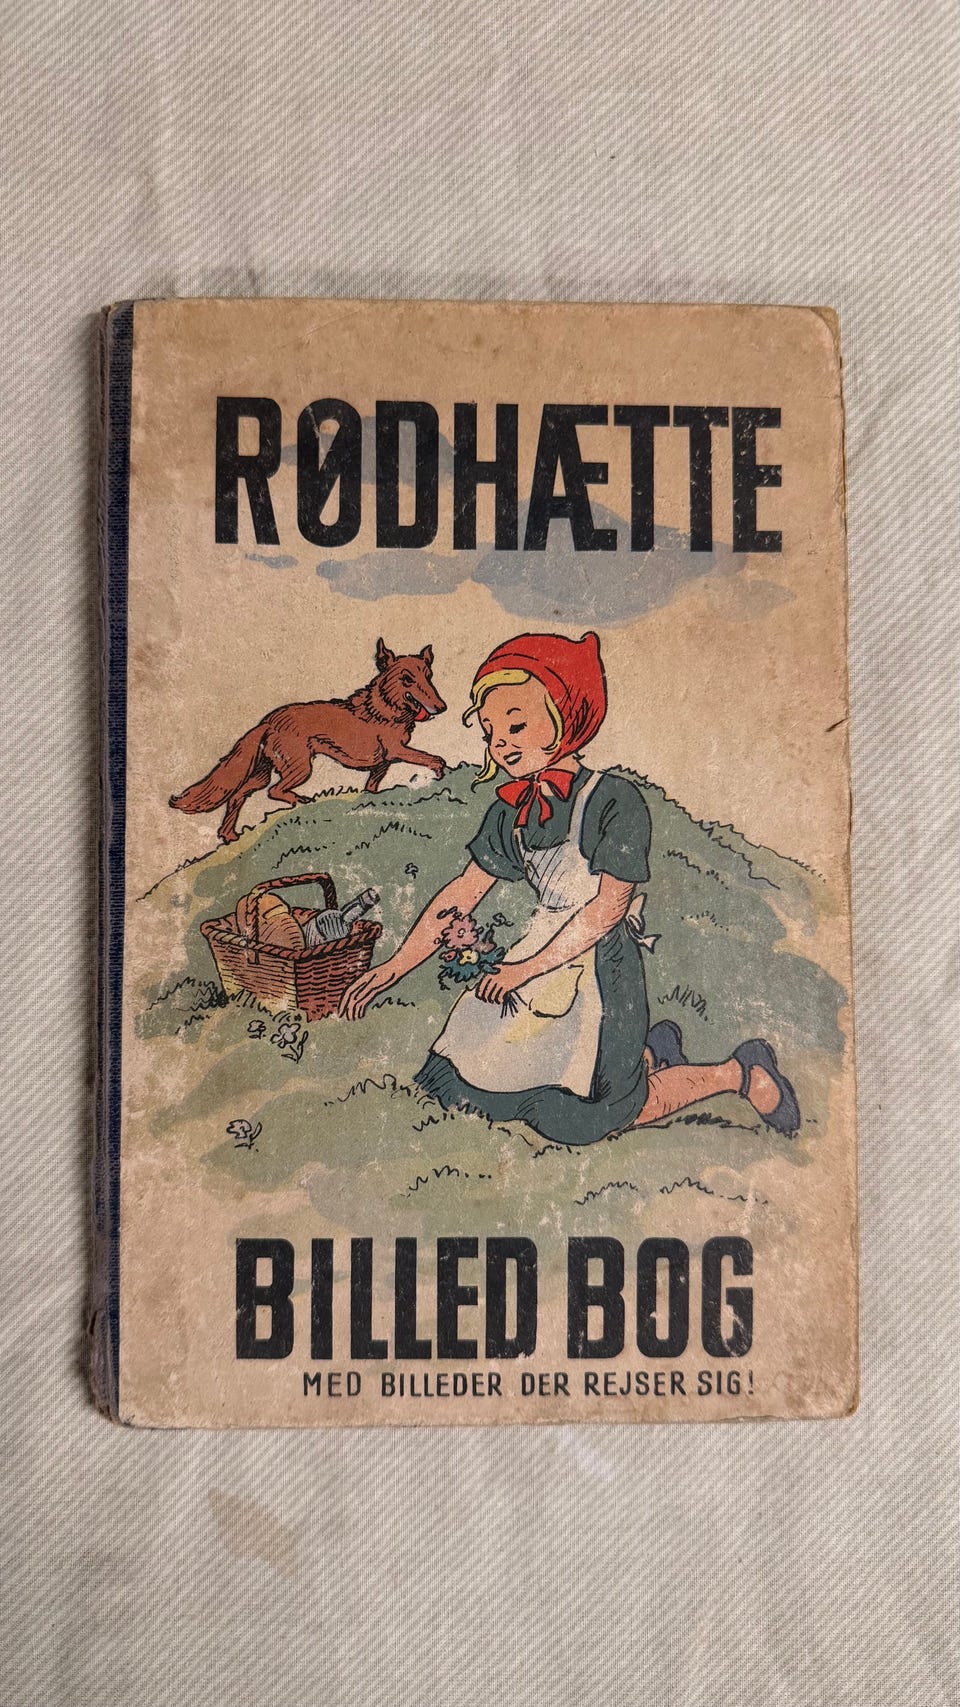 RØDHÆTTE
BILLED BOG
MED BILLEDER DER REJSER SIG!